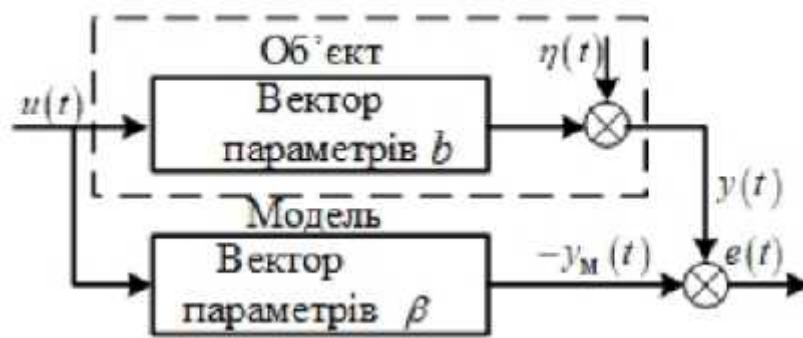 Об'єкт
η(t)
u(t)
Вектор
параметрів b
y(t)
Модель
Вектор
параметрів β
−yм(t)
e(t)